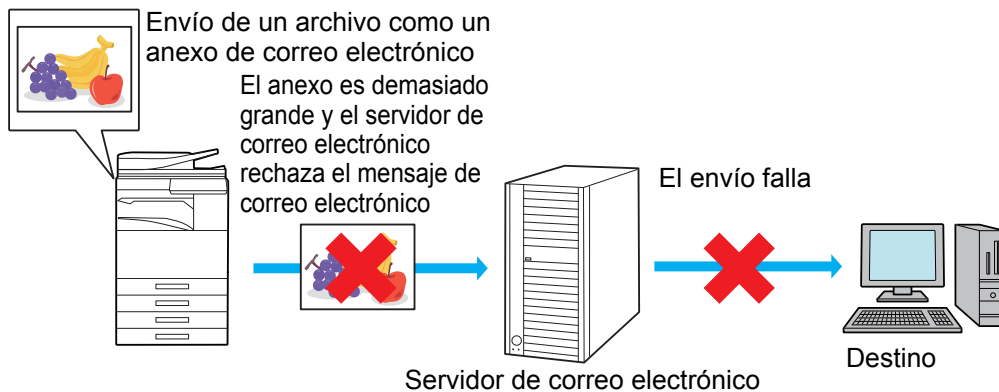 Envío de un archivo como un
anexo de correo electrónico
El anexo es demasiado
grande y el servidor de
correo electrónico
rechaza el mensaje de
correo electrónico
El envío falla
Destino
Servidor de correo electrónico